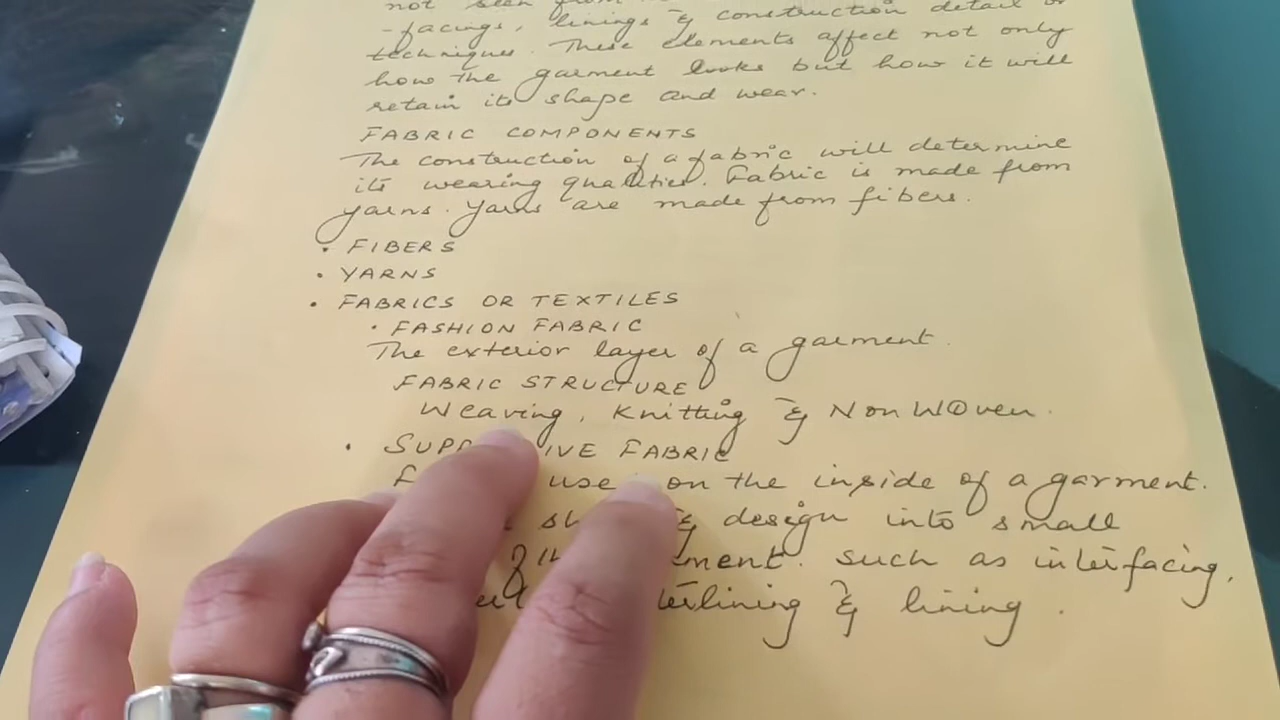 not seen from
-facings, linings & construction detail or
techniques. These elements affect not only
how the garment looks but how it will
retain its shape and wear.
FABRIC COMPONENTS
The construction of a fabric will determine
its wearing qualities. Fabric is made from
yarns. Yarns are made from fibers.
• FIBERS
• YARNS
• FABRICS OR TEXTILES
• FASHION FABRIC
The exterior layer of a garment.
FABRIC STRUCTURE
Weaving, Knitting & Non Woven.
• FABRIC
use on the inside of a garment.
& design into small
such as interfacing,
& lining.